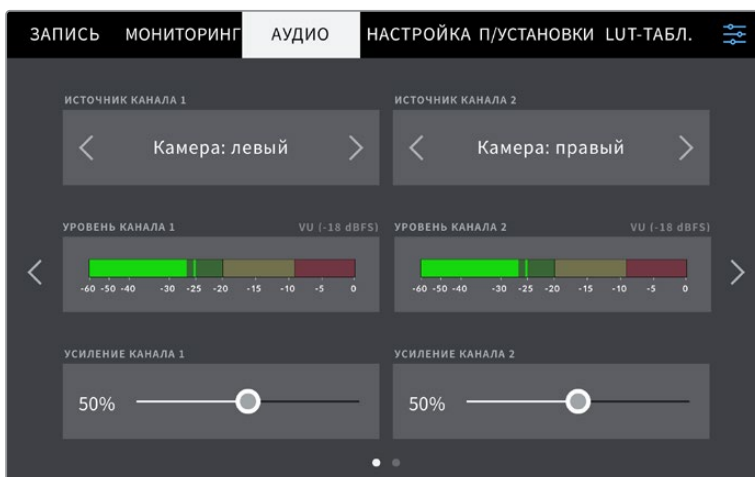 ЗАПИСЬ МОНИТОРИНГ АУДИО НАСТРОЙКА П/УСТАНОВКИ LUT-ТАБЛ.
ИСТОЧНИК КАНАЛА 1 ИСТОЧНИК КАНАЛА 2
Камера: левый Камера: правый
УРОВЕНЬ КАНАЛА 1 VU (-18 dBFS) УРОВЕНЬ КАНАЛА 2 VU (-18 dBFS)
-60 -50 -40 -30 -25 -20 -15 -10 -5 0 -60 -50 -40 -30 -25 -20 -15 -10 -5 0
УСИЛЕНИЕ КАНАЛА 1 УСИЛЕНИЕ КАНАЛА 2
50% 50%